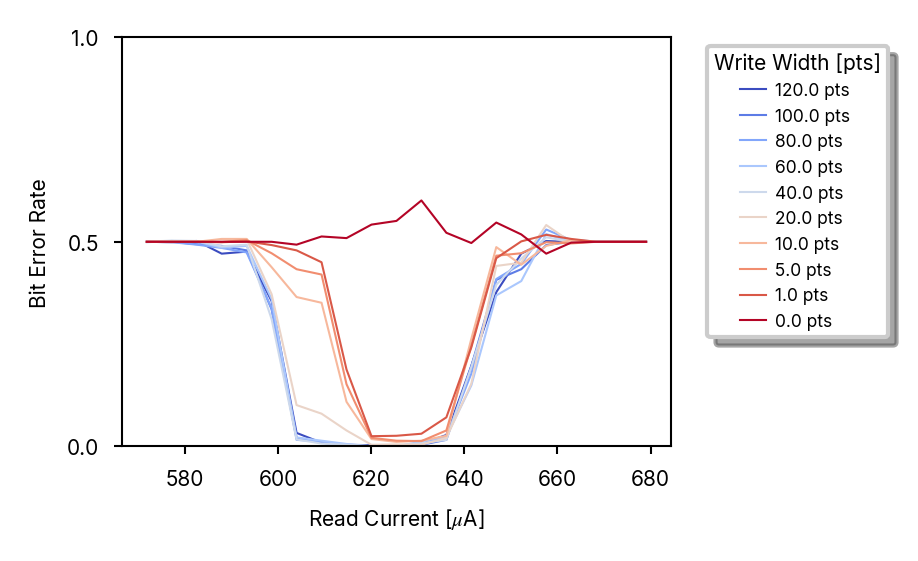 1.0
0.5
0.0
Bit Error Rate
580 600 620 640 660 680
Read Current [𝜇A]
Write Width [pts]
120.0 pts
100.0 pts
80.0 pts
60.0 pts
40.0 pts
20.0 pts
10.0 pts
5.0 pts
1.0 pts
0.0 pts